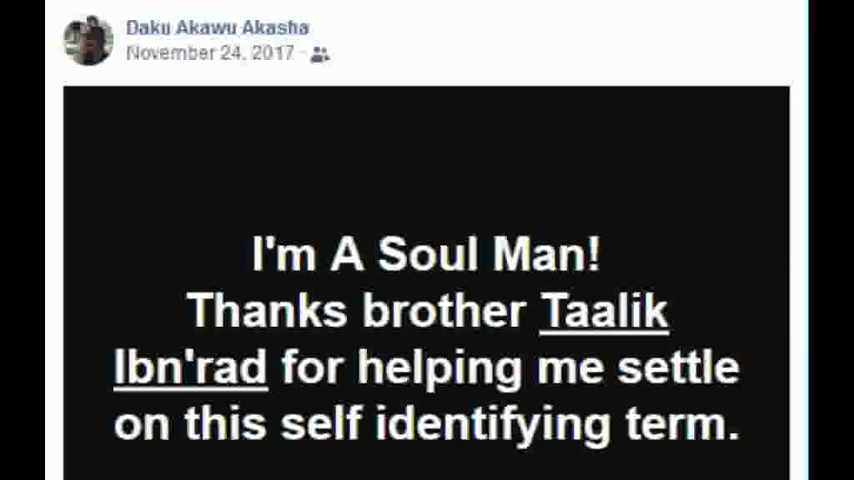 Daku Akawu Akasha
November 24, 2017 ·
I'm A Soul Man!
Thanks brother Taalik
Ibn'rad for helping me settle
on this self identifying term.